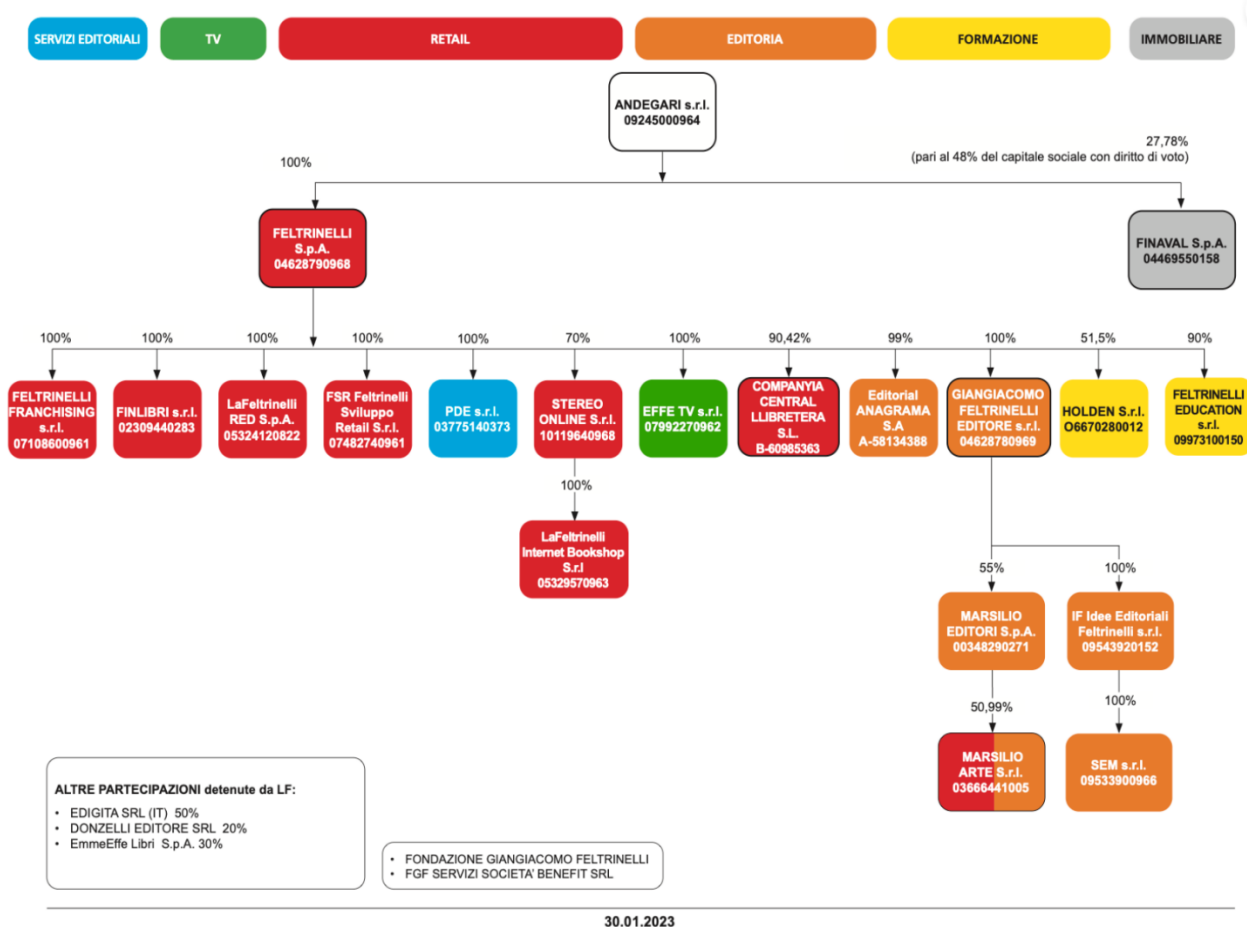 SERVIZI EDITORIALI
TV
RETAIL
EDITORIA
FORMAZIONE
IMMOBILIARE
ANDEGARI s.r.l.
09245000964
27,78%
(pari al 48% del capitale sociale con diritto di voto)
100%
FELTRINELLI
S.p.A.
04628790968
FINAVAL S.p.A.
04469550158
100%
100%
100%
100%
100%
70%
100%
90,42%
99%
100%
51,5%
90%
FELTRINELLI
FRANCHISING
s.r.l.
07108600961
FINLIBRI s.r.l.
02309440283
LaFeltrinelli
RED S.p.A.
05324120822
FSR Feltrinelli
Sviluppo
Retail S.r.l.
07482740961
PDE s.r.l.
03775140373
STEREO
ONLINE S.r.l.
10119640968
EFFE TV s.r.l.
07992270962
COMPANYIA
CENTRAL
LLIBRETERA
S.L.
B-60985363
Editorial
ANAGRAMA
S.A
A-58134388
GIANGIACOMO
FELTRINELLI
EDITORE s.r.l.
04628780969
HOLDEN S.r.l.
O6670280012
FELTRINELLI
EDUCATION
s.r.l.
09973100150
100%
LaFeltrinelli
Internet Bookshop
S.r.l
05329570963
55%
100%
MARSILIO
EDITORI S.p.A.
00348290271
IF Idee Editoriali
Feltrinelli s.r.l.
09543920152
50,99%
100%
MARSILIO
ARTE S.r.l.
03666441005
SEM s.r.l.
09533900966
ALTRE PARTECIPAZIONI detenute da LF:
• EDIGITA SRL (IT) 50%
• DONZELLI EDITORE SRL 20%
• EmmeEffe Libri S.p.A. 30%
• FONDAZIONE GIANGIACOMO FELTRINELLI
• FGF SERVIZI SOCIETA' BENEFIT SRL
30.01.2023